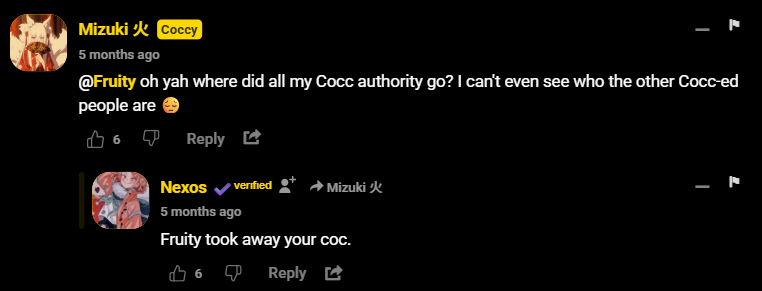 Mizuki 火 Coccy
5 months ago
@Fruity oh yah where did all my Cocc authority go? I can't even see who the other Cocc-ed
people are 😔
6 Reply
Nexos verified Mizuki 火
5 months ago
Fruity took away your coc.
6 Reply